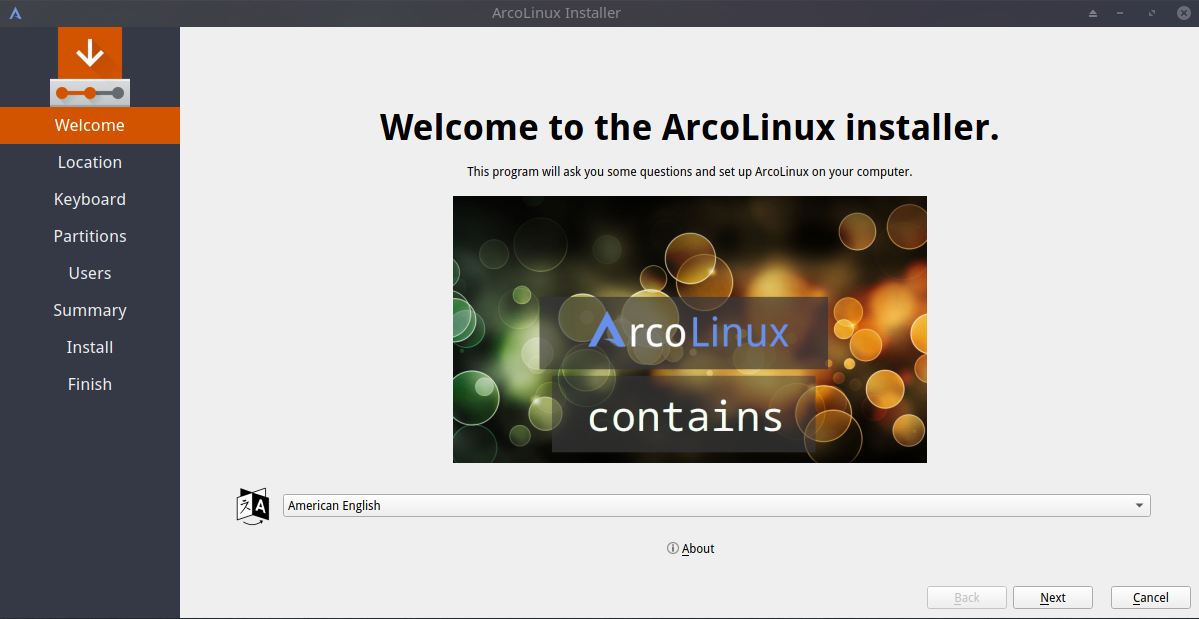 ArcoLinux Installer
Welcome
Location
Keyboard
Partitions
Users
Summary
Install
Finish
Welcome to the ArcoLinux installer.
This program will ask you some questions and set up ArcoLinux on your computer.
ArcoLinux
contains
文 A
American English
About
Back
Next
Cancel